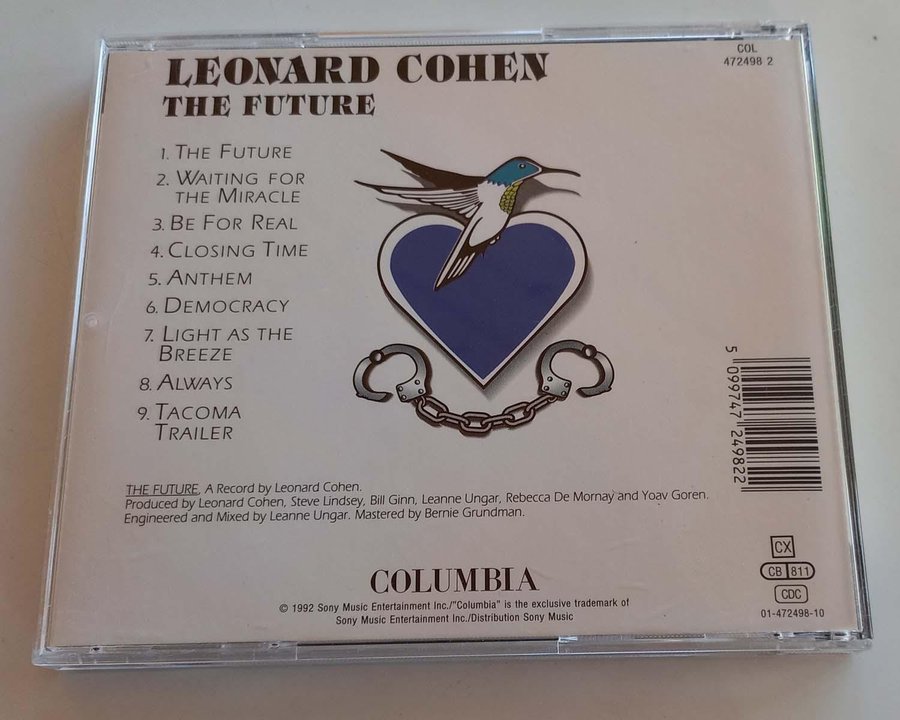 LEONARD COHEN
THE FUTURE
COL
472498 2
1. THE FUTURE
2. WAITING FOR
THE MIRACLE
3. BE FOR REAL
4. CLOSING TIME
5. ANTHEM
6. DEMOCRACY
7. LIGHT AS THE
BREEZE
8. ALWAYS
9. TACOMA
TRAILER
5 099747 249822
THE FUTURE, A Record by Leonard Cohen.
Produced by Leonard Cohen, Steve Lindsey, Bill Ginn, Leanne Ungar, Rebecca De Mornay and Yoav Goren.
Engineered and Mixed by Leanne Ungar. Mastered by Bernie Grundman.
CX
CB 811
CDC
01-472498-10
COLUMBIA
© 1992 Sony Music Entertainment Inc./"Columbia" is the exclusive trademark of
Sony Music Entertainment Inc./Distribution Sony Music